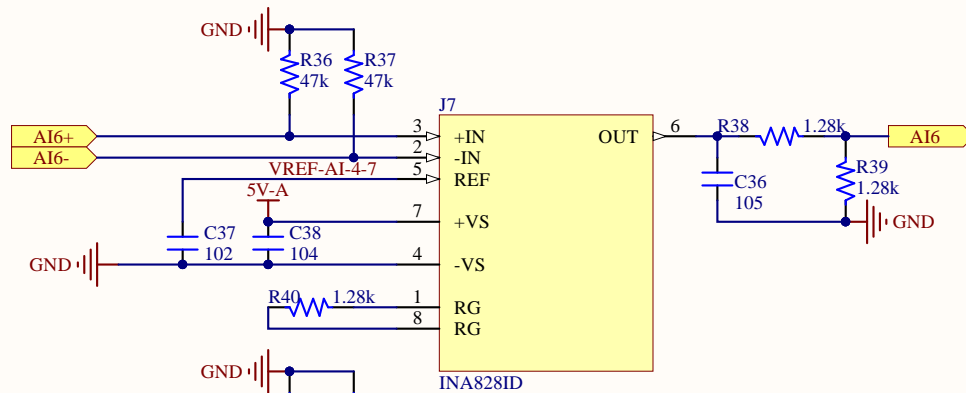 GND
R36
47k
R37
47k
J7
AI6+
AI6-
3
2
5
7
4
1
8
+IN
-IN
REF
+VS
-VS
RG
RG
OUT
6
R38
1.28k
AI6
C36
105
R39
1.28k
GND
VREF-AI-4-7
5V-A
C37
102
C38
104
GND
R40
1.28k
GND
INA828ID